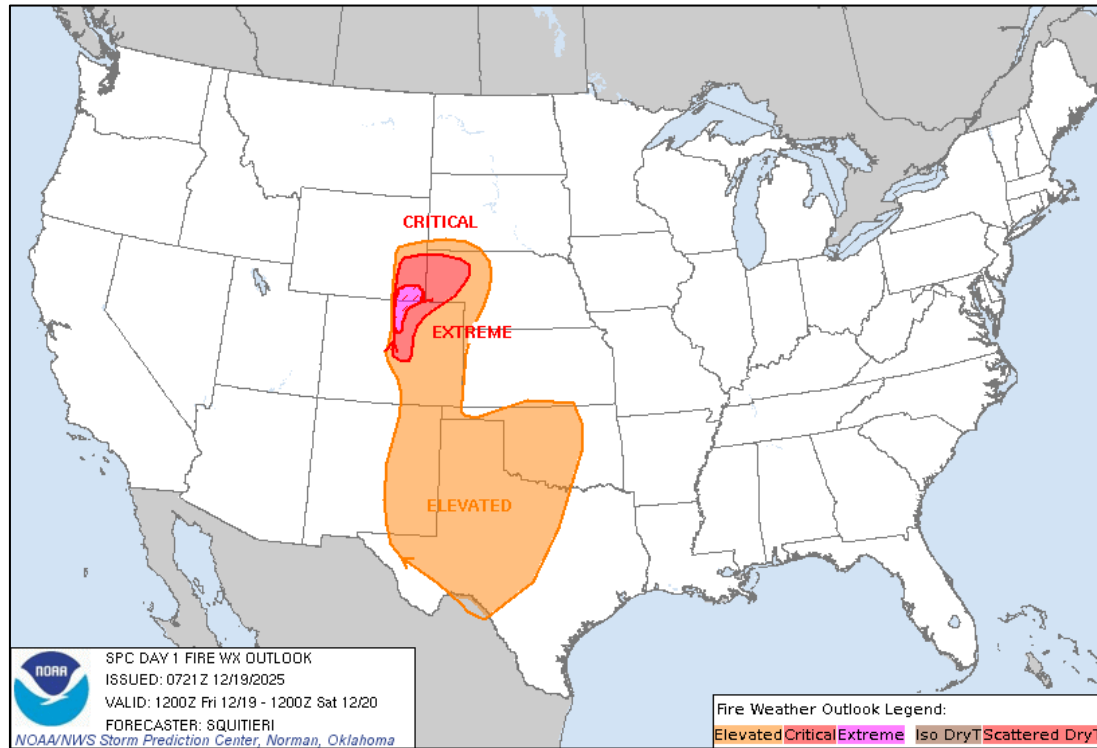 CRITICAL
EXTREME
ELEVATED
NOAA
SPC DAY 1 FIRE WX OUTLOOK
ISSUED: 0721Z 12/19/2025
VALID: 1200Z Fri 12/19 - 1200Z Sat 12/20
FORECASTER: SQUITIERI
NOAA/NWS Storm Prediction Center, Norman, Oklahoma
Fire Weather Outlook Legend:
Elevated Critical Extreme Iso DryT Scattered DryT